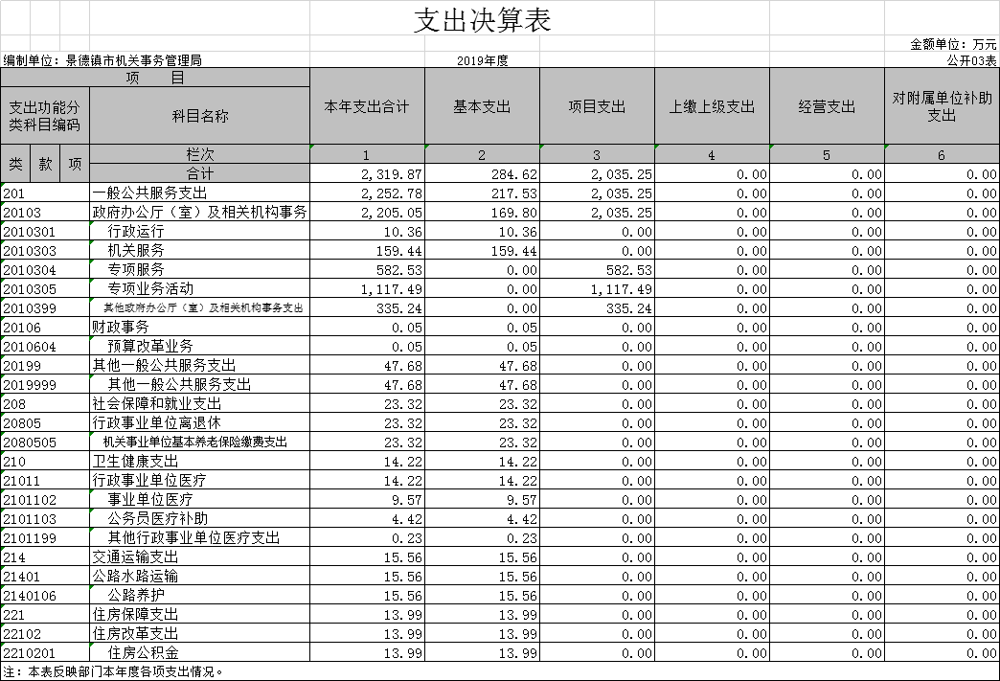 支出决算表
金额单位：万元
编制单位：景德镇市机关事务管理局 2019年度 公开03表
项 目 本年支出合计 基本支出 项目支出 上缴上级支出 经营支出 对附属单位补助支出
支出功能分类科目编码 科目名称
类 款 项 栏次 1 2 3 4 5 6
合计 2,319.87 284.62 2,035.25 0.00 0.00 0.00
201 一般公共服务支出 2,252.78 217.53 2,035.25 0.00 0.00 0.00
20103 政府办公厅（室）及相关机构事务 2,205.05 169.80 2,035.25 0.00 0.00 0.00
2010301 行政运行 10.36 10.36 0.00 0.00 0.00 0.00
2010303 机关服务 159.44 159.44 0.00 0.00 0.00 0.00
2010304 专项服务 582.53 0.00 582.53 0.00 0.00 0.00
2010305 专项业务活动 1,117.49 0.00 1,117.49 0.00 0.00 0.00
2010399 其他政府办公厅（室）及相关机构事务支出 335.24 0.00 335.24 0.00 0.00 0.00
20106 财政事务 0.05 0.05 0.00 0.00 0.00 0.00
2010604 预算改革业务 0.05 0.05 0.00 0.00 0.00 0.00
20199 其他一般公共服务支出 47.68 47.68 0.00 0.00 0.00 0.00
2019999 其他一般公共服务支出 47.68 47.68 0.00 0.00 0.00 0.00
208 社会保障和就业支出 23.32 23.32 0.00 0.00 0.00 0.00
20805 行政事业单位离退休 23.32 23.32 0.00 0.00 0.00 0.00
2080505 机关事业单位基本养老保险缴费支出 23.32 23.32 0.00 0.00 0.00 0.00
210 卫生健康支出 14.22 14.22 0.00 0.00 0.00 0.00
21011 行政事业单位医疗 14.22 14.22 0.00 0.00 0.00 0.00
2101102 事业单位医疗 9.57 9.57 0.00 0.00 0.00 0.00
2101103 公务员医疗补助 4.42 4.42 0.00 0.00 0.00 0.00
2101199 其他行政事业单位医疗支出 0.23 0.23 0.00 0.00 0.00 0.00
214 交通运输支出 15.56 15.56 0.00 0.00 0.00 0.00
21401 公路水路运输 15.56 15.56 0.00 0.00 0.00 0.00
2140106 公路养护 15.56 15.56 0.00 0.00 0.00 0.00
221 住房保障支出 13.99 13.99 0.00 0.00 0.00 0.00
22102 住房改革支出 13.99 13.99 0.00 0.00 0.00 0.00
2210201 住房公积金 13.99 13.99 0.00 0.00 0.00 0.00
注：本表反映部门本年度各项支出情况。